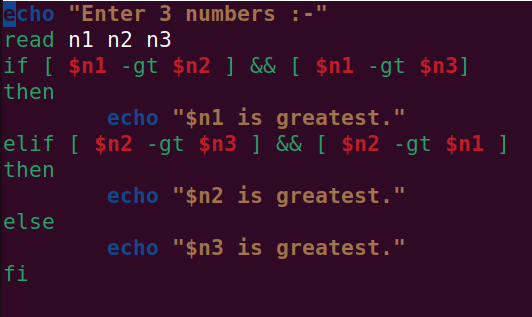 echo "Enter 3 numbers :-"
read n1 n2 n3
if [ $n1 -gt $n2 ] && [ $n1 -gt $n3]
then
        echo "$n1 is greatest."
elif [ $n2 -gt $n3 ] && [ $n2 -gt $n1 ]
then
        echo "$n2 is greatest."
else
        echo "$n3 is greatest."
fi